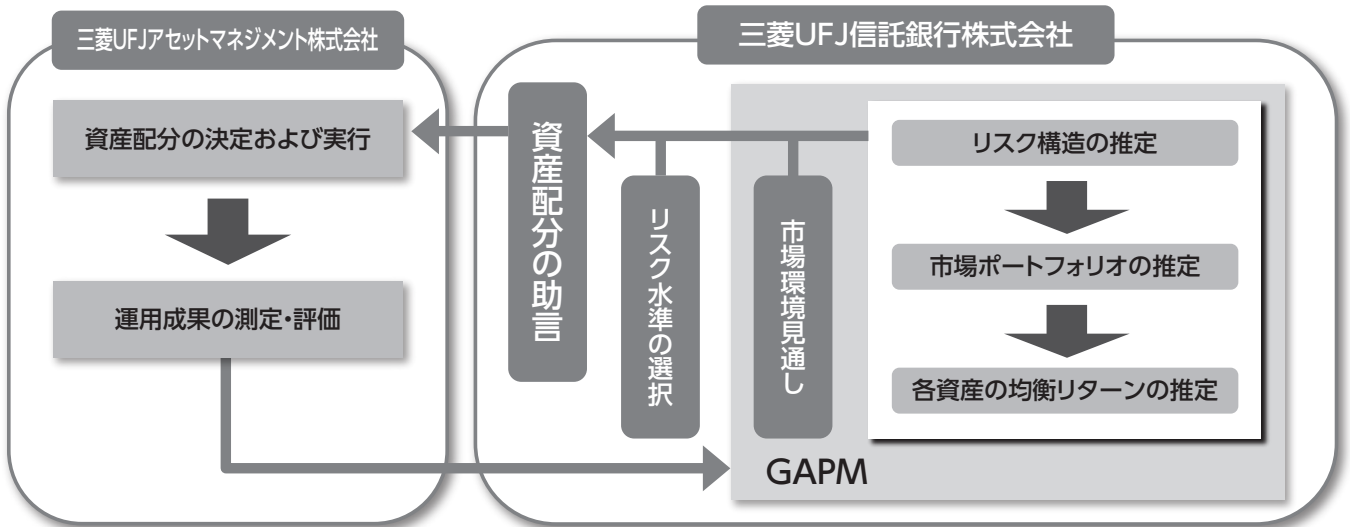 三菱UFJアセットマネジメント株式会社
資産配分の決定および実行
運用成果の測定・評価
三菱UFJ信託銀行株式会社
資産配分の助言
リスク水準の選択
市場環境見通し
リスク構造の推定
市場ポートフォリオの推定
各資産の均衡リターンの推定
GAPM